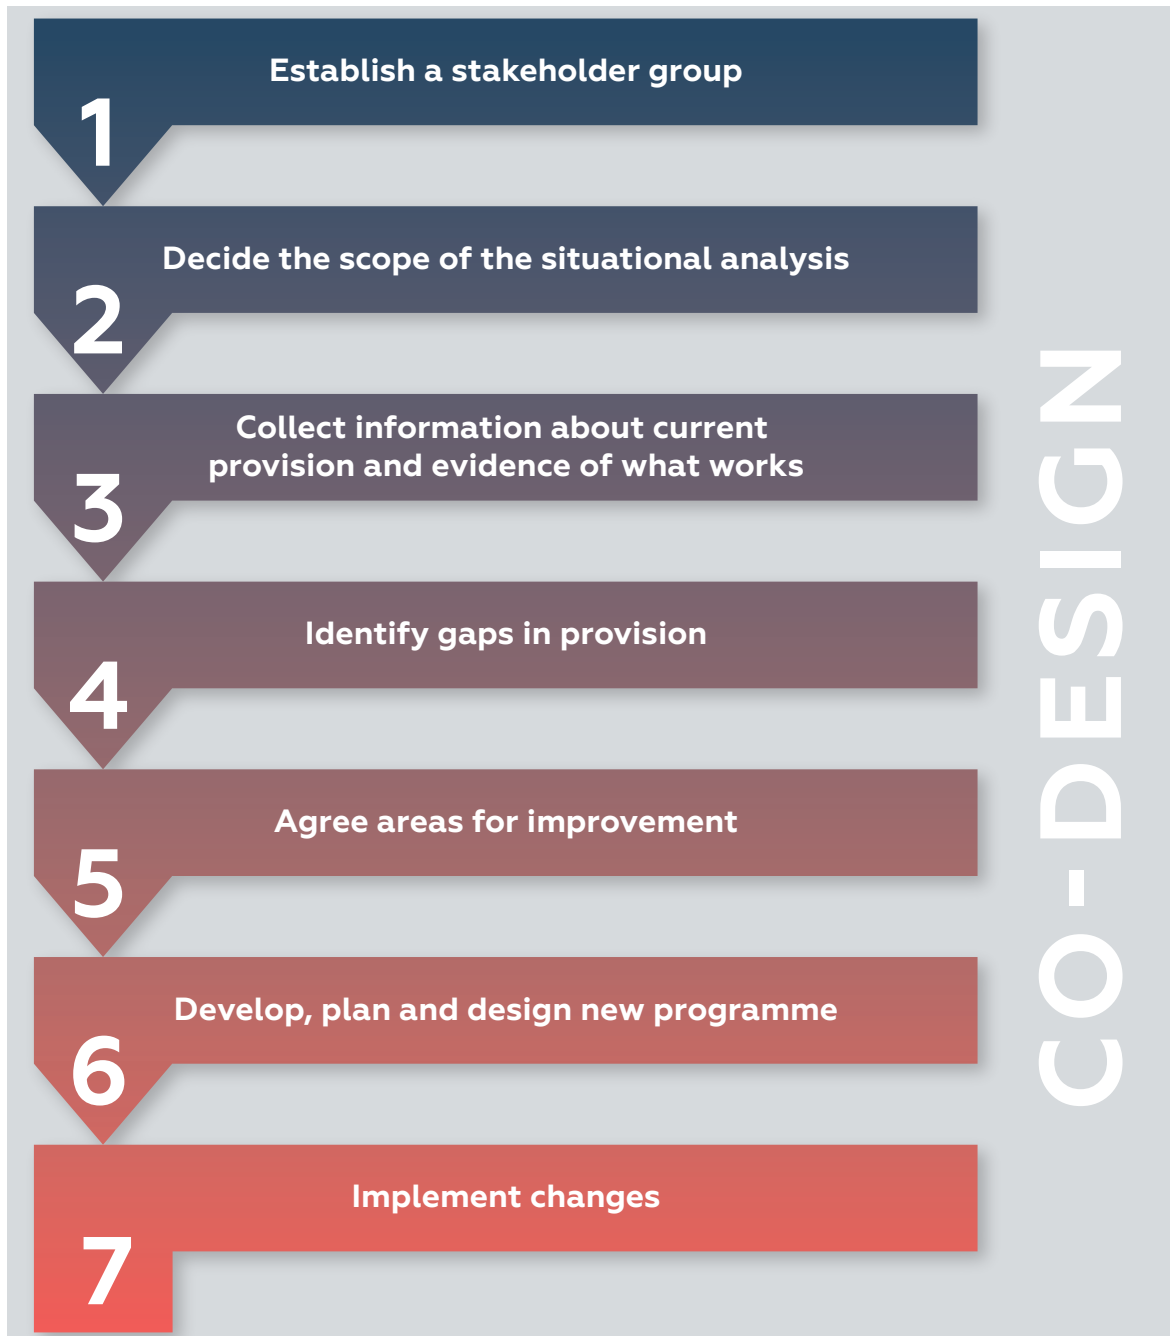 Establish a stakeholder group
1
Decide the scope of the situational analysis
2
Collect information about current
provision and evidence of what works
3
Identify gaps in provision
4
Agree areas for improvement
5
Develop, plan and design new programme
6
Implement changes
7
CO-DESIGN